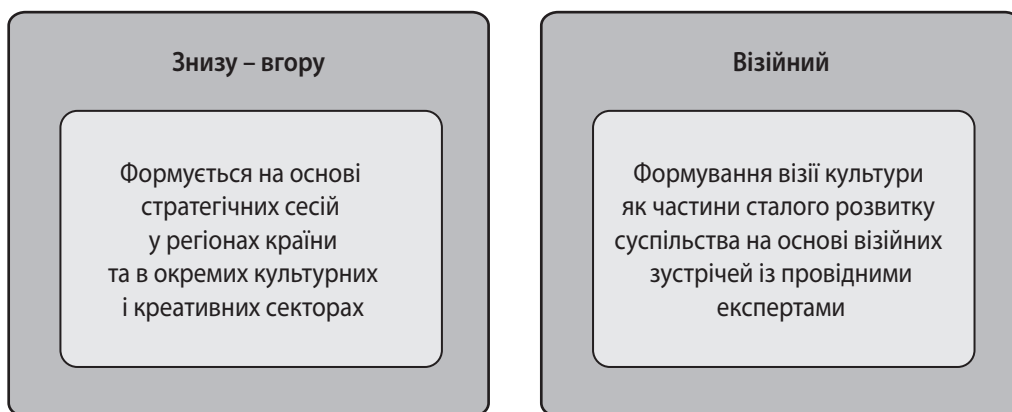 Знизу – вгору
Формується на основі
стратегічних сесій
у регіонах країни
та в окремих культурних
і креативних секторах
Візійний
Формування візії культури
як частини сталого розвитку
суспільства на основі візійних
зустрічей із провідними
експертами